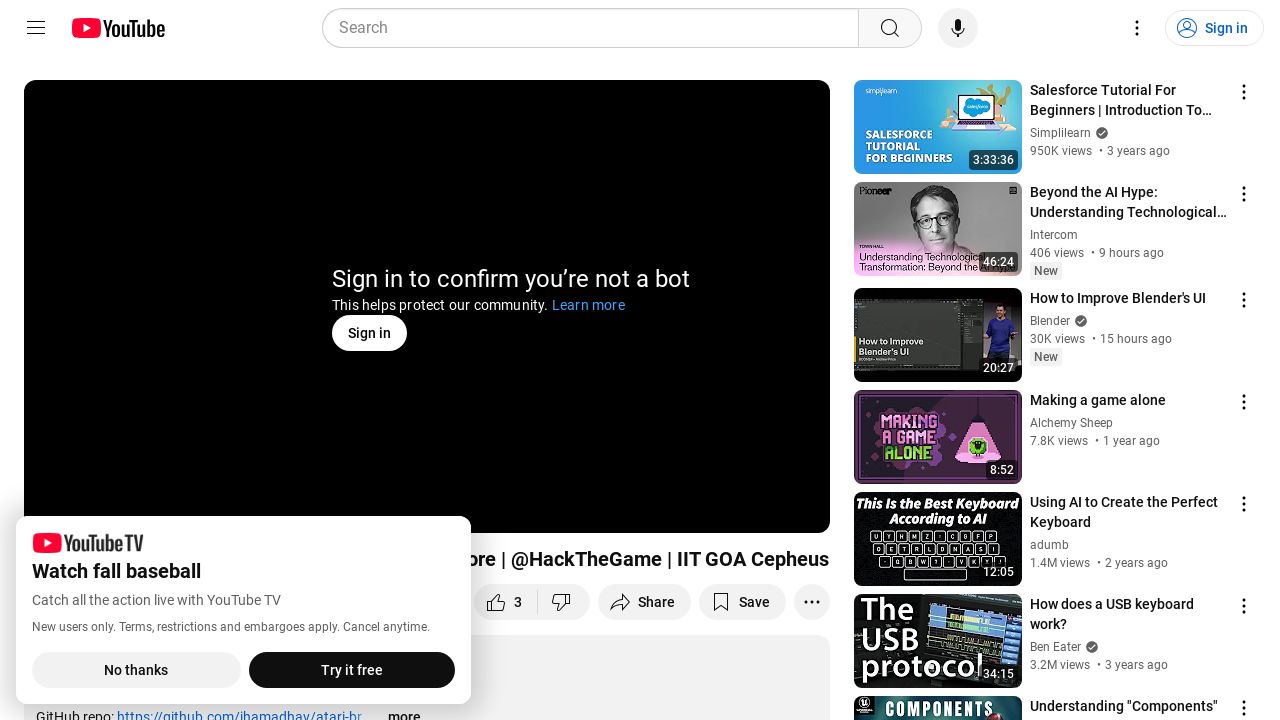 YouTube
Search
Sign in
Sign in to confirm you’re not a bot
This helps protect our community. Learn more
Sign in
ore | @HackTheGame | IIT GOA Cepheus
3
Share
Save
GitHub repo: https://github.com/jhamadhav/atari-br...
...more
YouTube TV
Watch fall baseball
Catch all the action live with YouTube TV
New users only. Terms, restrictions and embargoes apply. Cancel anytime.
No thanks
Try it free
simplilearn
salesforce
SALESFORCE
TUTORIAL
FOR BEGINNERS
3:33:36
Salesforce Tutorial For
Beginners | Introduction To…
Simplilearn
950K views • 3 years ago
Pioneer
TOWN HALL
Understanding Technological
Transformation: Beyond the AI Hype
46:24
Beyond the AI Hype:
Understanding Technological…
Intercom
406 views • 9 hours ago
New
How to Improve
Blender's UI
20:27
How to Improve Blender's UI
Blender
30K views • 15 hours ago
New
MAKING
A GAME
ALONE
8:52
Making a game alone
Alchemy Sheep
7.8K views • 1 year ago
This Is the Best Keyboard
According to AI
12:05
Using AI to Create the Perfect
Keyboard
adumb
1.4M views • 2 years ago
The
USB
protocol
34:15
How does a USB keyboard
work?
Ben Eater
3.2M views • 3 years ago
COMPONENTS
Understanding "Components"